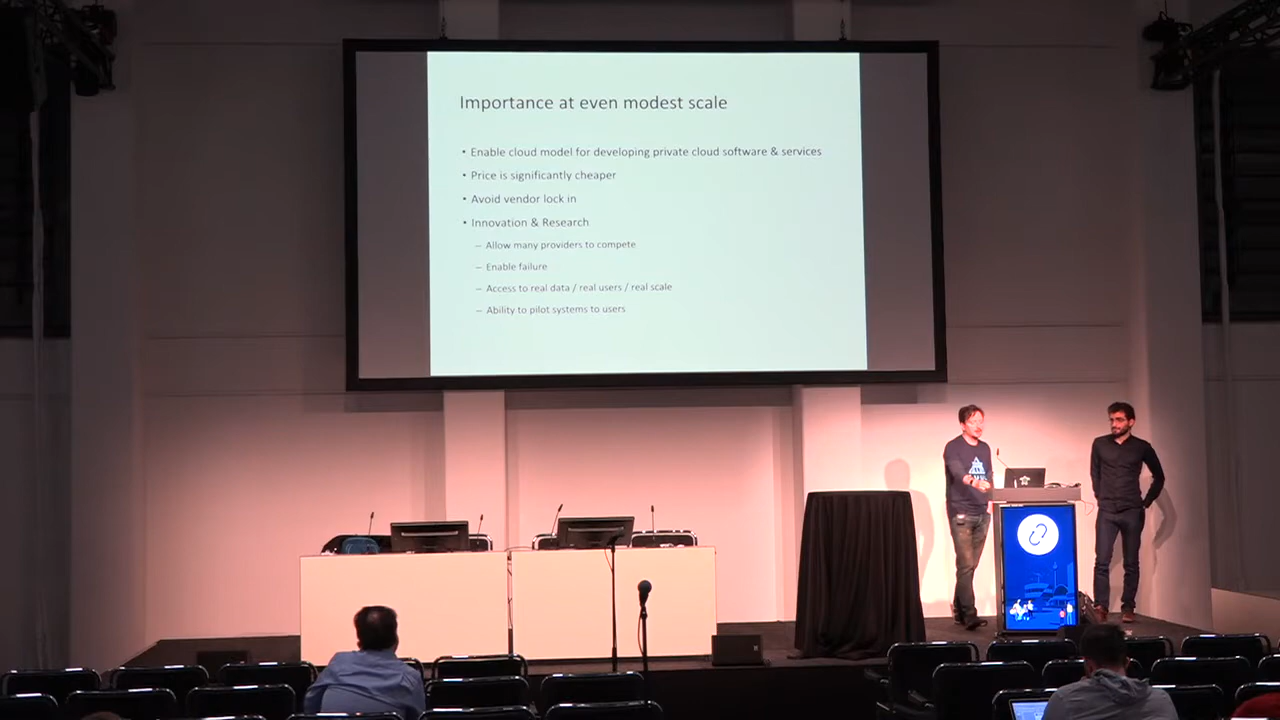 Importance at even modest scale
• Enable cloud model for developing private cloud software & services
• Price is significantly cheaper
• Avoid vendor lock in
• Innovation & Research
– Allow many providers to compete
– Enable failure
– Access to real data / real users / real scale
– Ability to pilot systems to users